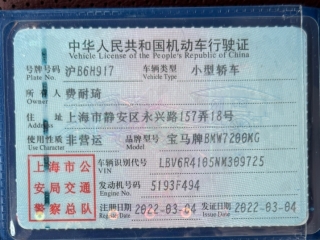 中华人民共和国机动车行驶证
Vehicle License of the People's Republic of China
号牌号码 沪B6H917 车辆类型 小型轿车
Plate No. Vehicle Type
所有人 费耐琦
Owner
住址 上海市静安区永兴路157弄18号
Address
使用性质 非营运 品牌型号 宝马牌BMW7200KG
Use Character Model
上海市公
安局交通
警察总队
车辆识别代号 LBV6R4105NM309725
VIN
发动机号码 5193F494
Engine No.
注册日期 2022-03-04 发证日期 2022-03-04
Register Date Issue Date